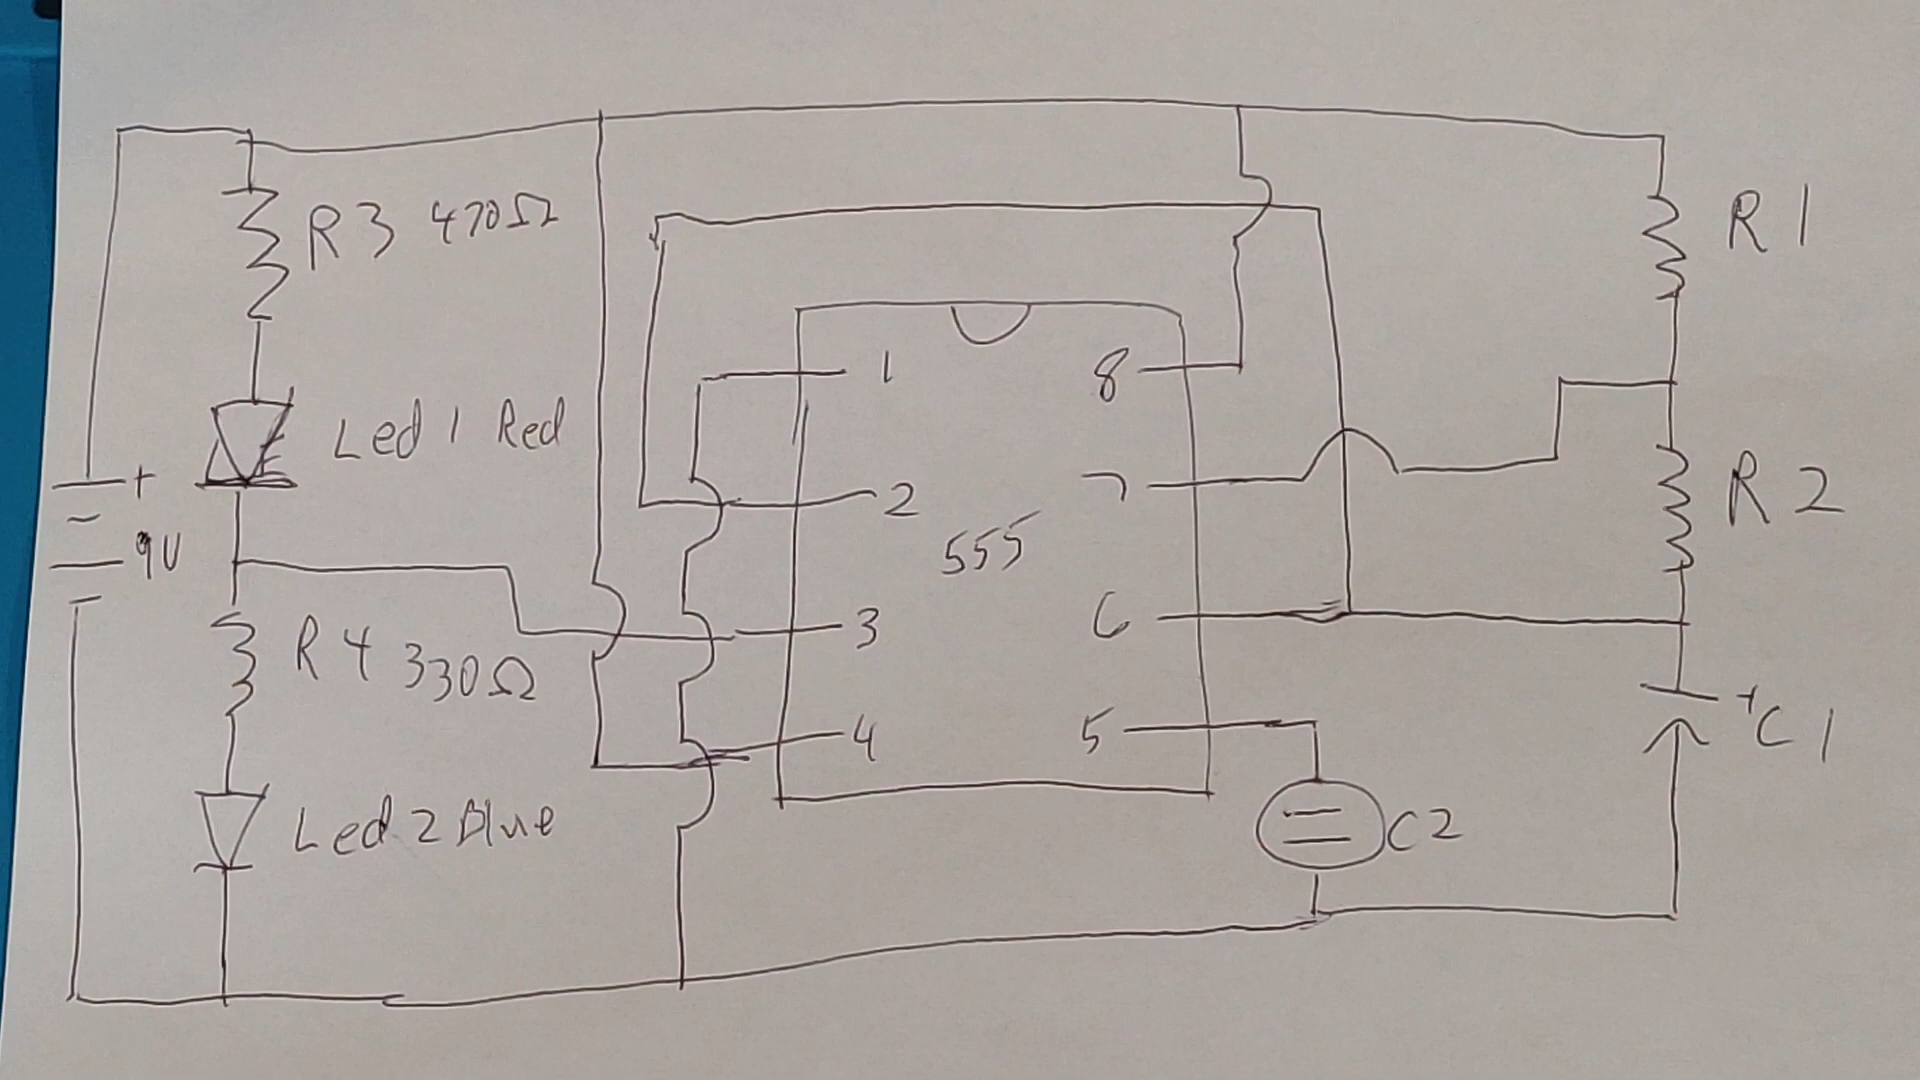 R3 470Ω
R1
Led 1 Red
1
8
+
9V
2
7
R2
555
3
6
R4 330Ω
4
5
+C1
Led 2 Blue
C2